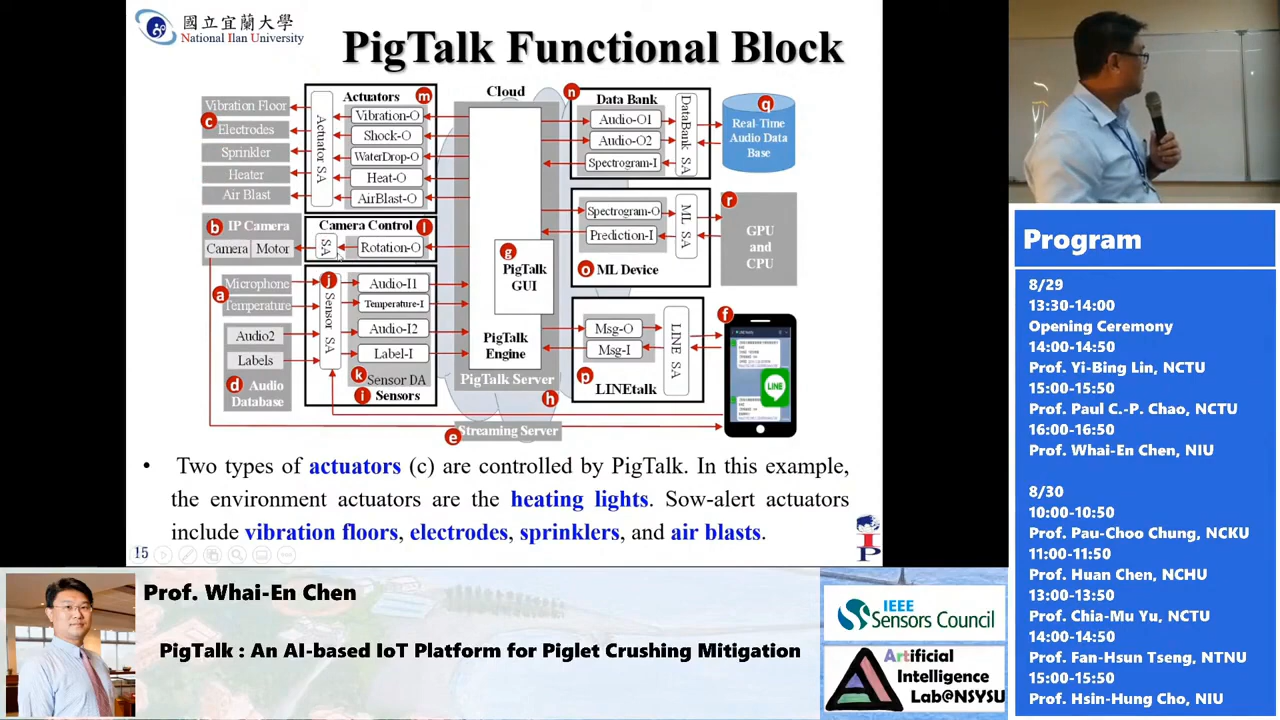 國立宜蘭大學
National Ilan University
PigTalk Functional Block
Vibration Floor
c
Electrodes
Sprinkler
Heater
Air Blast
Actuators
m
Actuator SA
Vibration-O
Shock-O
WaterDrop-O
Heat-O
AirBlast-O
b
IP Camera
Camera
Motor
Camera Control
l
SA
Rotation-O
a
Microphone
Temperature
Audio2
Labels
d
Audio
Database
j
Sensor SA
Audio-I1
Temperature-I
Audio-I2
Label-I
k
Sensor DA
i
Sensors
Cloud
g
PigTalk
GUI
PigTalk
Engine
PigTalk Server
h
e
Streaming Server
n
Data Bank
Audio-O1
Audio-O2
Spectrogram-I
DataBank SA
q
Real-Time
Audio Data
Base
Spectrogram-O
Prediction-I
ML SA
o
ML Device
r
GPU
and
CPU
Msg-O
Msg-I
LINE SA
p
LINEtalk
f
LINE
• Two types of actuators (c) are controlled by PigTalk. In this example,
the environment actuators are the heating lights. Sow-alert actuators
include vibration floors, electrodes, sprinklers, and air blasts.
15
I
P
Prof. Whai-En Chen
PigTalk : An AI-based IoT Platform for Piglet Crushing Mitigation
IEEE
Sensors Council
Artificial
Intelligence
Lab@NSYSU
Program
8/29
13:30-14:00
Opening Ceremony
14:00-14:50
Prof. Yi-Bing Lin, NCTU
15:00-15:50
Prof. Paul C.-P. Chao, NCTU
16:00-16:50
Prof. Whai-En Chen, NIU
8/30
10:00-10:50
Prof. Pau-Choo Chung, NCKU
11:00-11:50
Prof. Huan Chen, NCHU
13:00-13:50
Prof. Chia-Mu Yu, NCTU
14:00-14:50
Prof. Fan-Hsun Tseng, NTNU
15:00-15:50
Prof. Hsin-Hung Cho, NIU